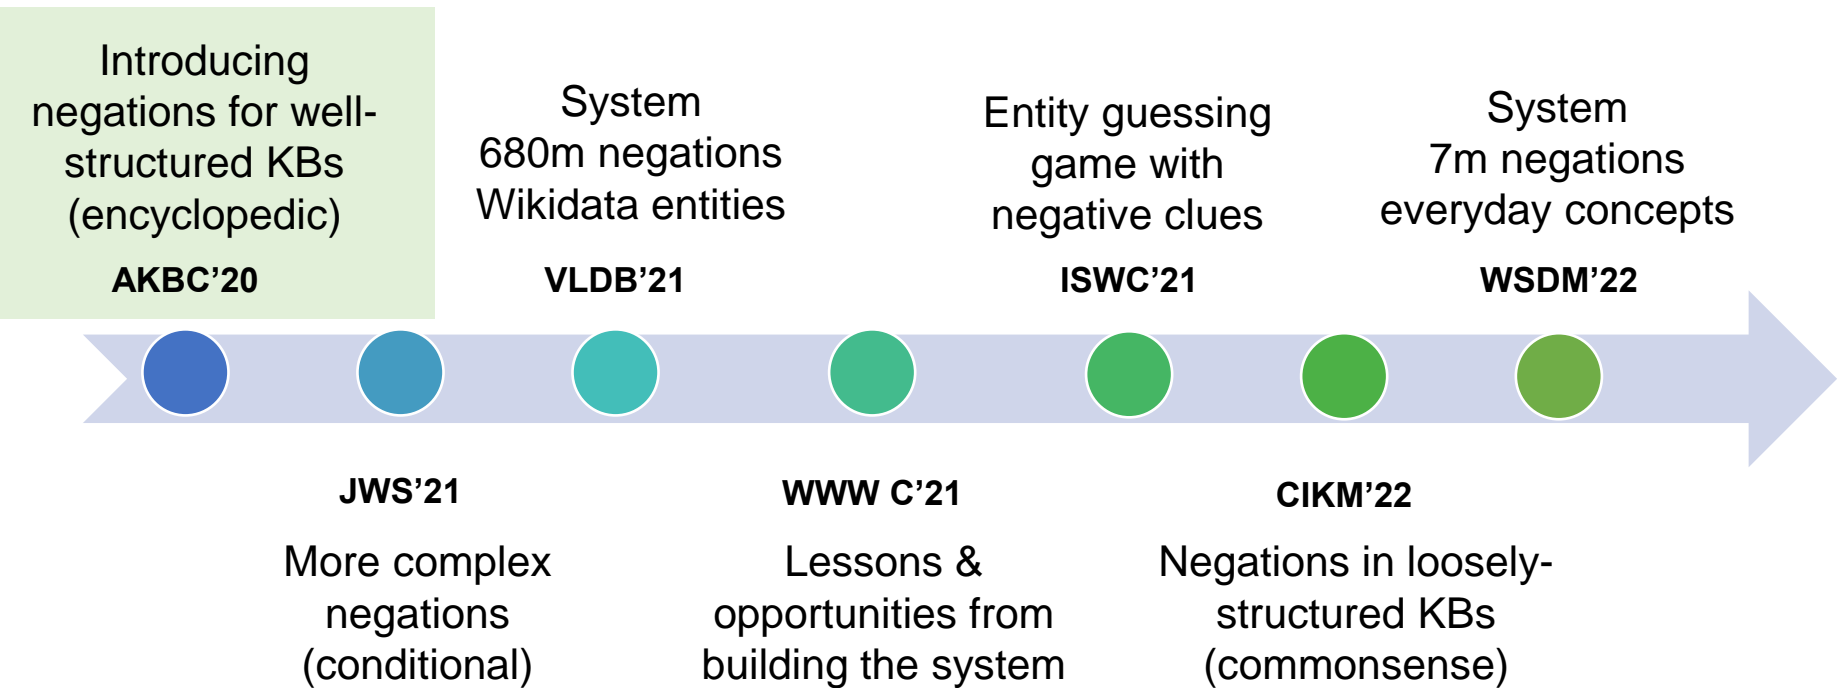 Introducing
negations for well-
structured KBs
(encyclopedic)
AKBC’20
System
680m negations
Wikidata entities
VLDB’21
Entity guessing
game with
negative clues
ISWC’21
System
7m negations
everyday concepts
WSDM’22
JWS’21
More complex
negations
(conditional)
WWW C’21
Lessons &
opportunities from
building the system
CIKM’22
Negations in loosely-
structured KBs
(commonsense)